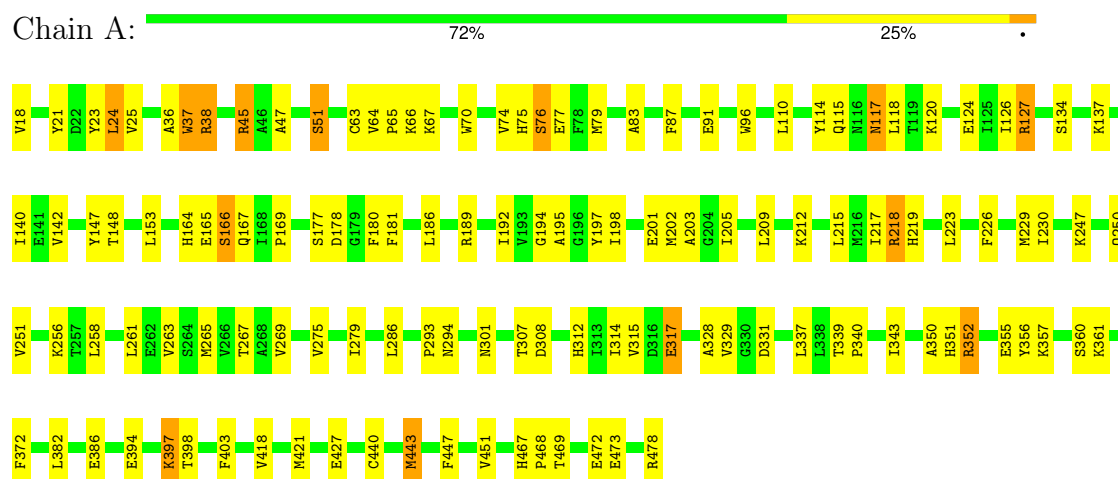 Chain A:
72% 25% •
V18 Y21 D22 Y23 L24 V25 A36 W37 R38 R45 A46 A47 S51 C63 V64 P65 K66 K67 W70 V74 H75 S76 E77 F78 M79 A83 F87 E91 W96 L110 Y114 Q115 N116 N117 L118 T119 K120 E124 I125 I126 R127 S134 K137
I140 E141 V142 Y147 T148 L153 H164 E165 S166 Q167 I168 P169 S177 D178 G179 F180 F181 L186 R189 I192 V193 G194 A195 G196 Y197 I198 E201 M202 A203 G204 I205 L209 K212 L215 M216 I217 R218 H219 L223 F226 M229 I230 K247
V251 K256 T257 L258 L261 E262 V263 S264 M265 V266 T267 A268 V269 V275 I279 L286 P293 N294 N301 T307 D308 H312 I313 I314 V315 D316 E317 A328 V329 G330 D331 L337 L338 T339 P340 I343 A350 H351 R352 E355 Y356 K357 S360 K361
F372 L382 E386 E394 K397 T398 F403 V418 M421 E427 C440 M443 F447 V451 H467 P468 T469 E472 E473 R478